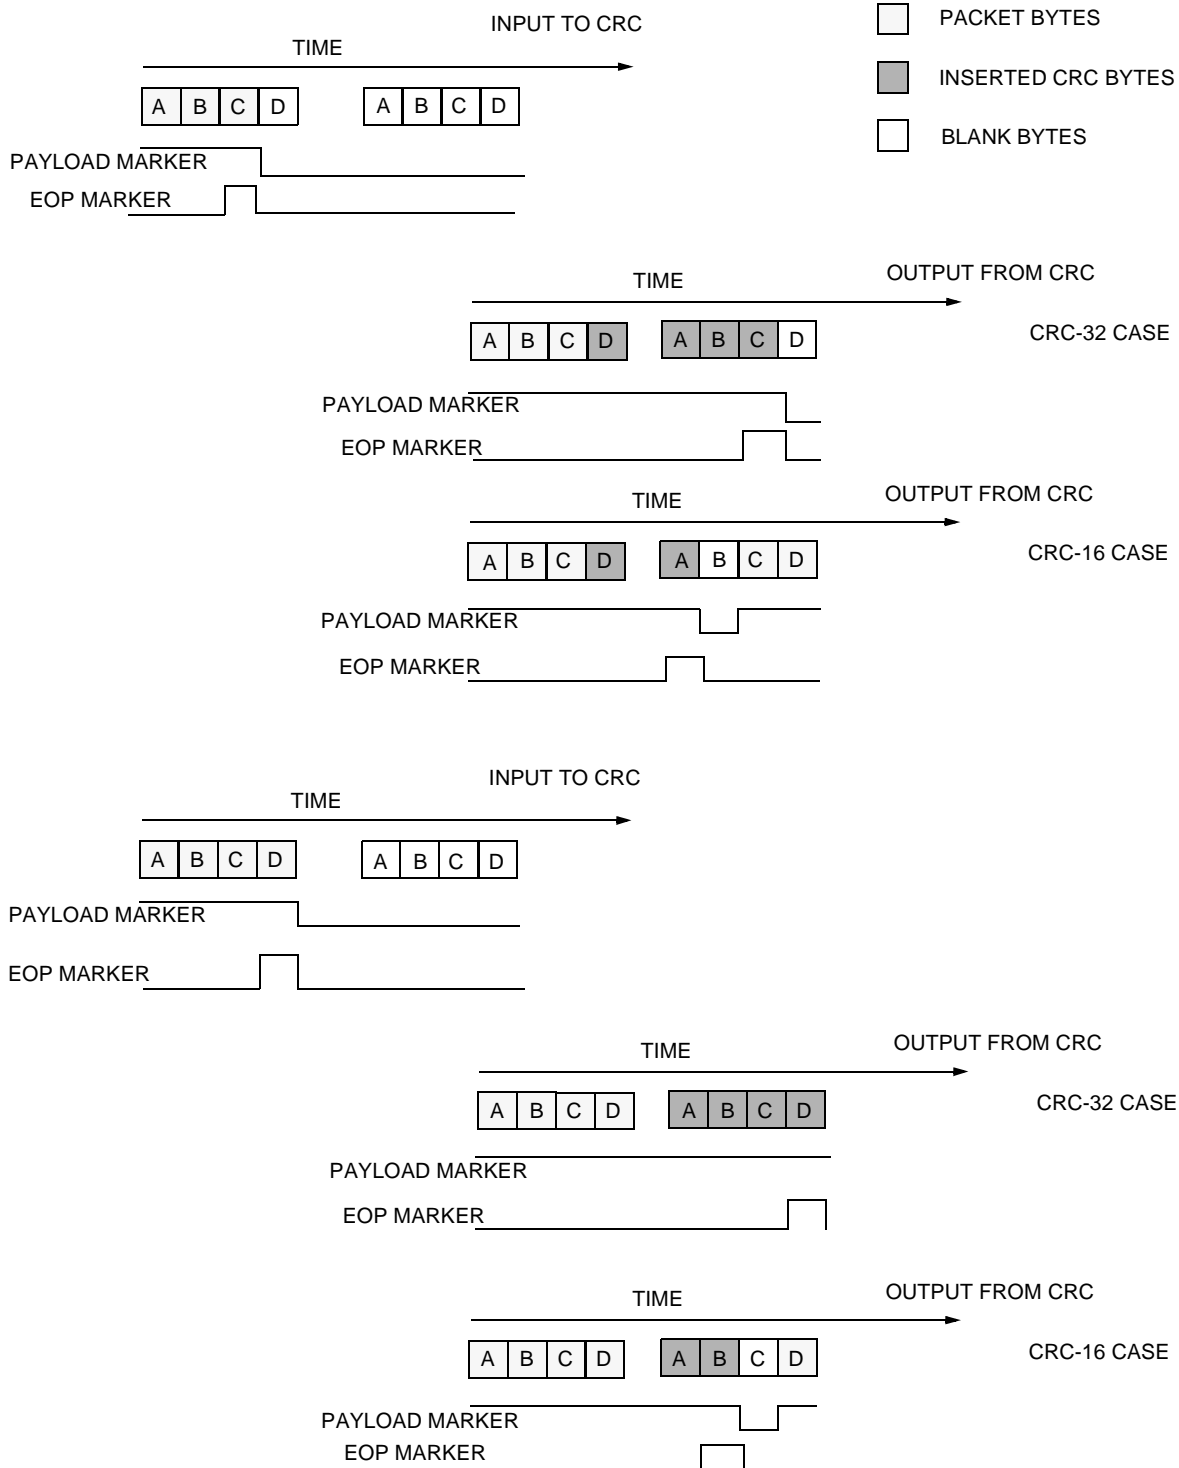 INPUT TO CRC
PACKET BYTES
TIME
INSERTED CRC BYTES
A B C D A B C D
BLANK BYTES
PAYLOAD MARKER
EOP MARKER
OUTPUT FROM CRC
TIME
CRC-32 CASE
A B C D A B C D
PAYLOAD MARKER
EOP MARKER
OUTPUT FROM CRC
TIME
CRC-16 CASE
A B C D A B C D
PAYLOAD MARKER
EOP MARKER
INPUT TO CRC
TIME
A B C D A B C D
PAYLOAD MARKER
EOP MARKER
OUTPUT FROM CRC
TIME
CRC-32 CASE
A B C D A B C D
PAYLOAD MARKER
EOP MARKER
OUTPUT FROM CRC
TIME
CRC-16 CASE
A B C D A B C D
PAYLOAD MARKER
EOP MARKER